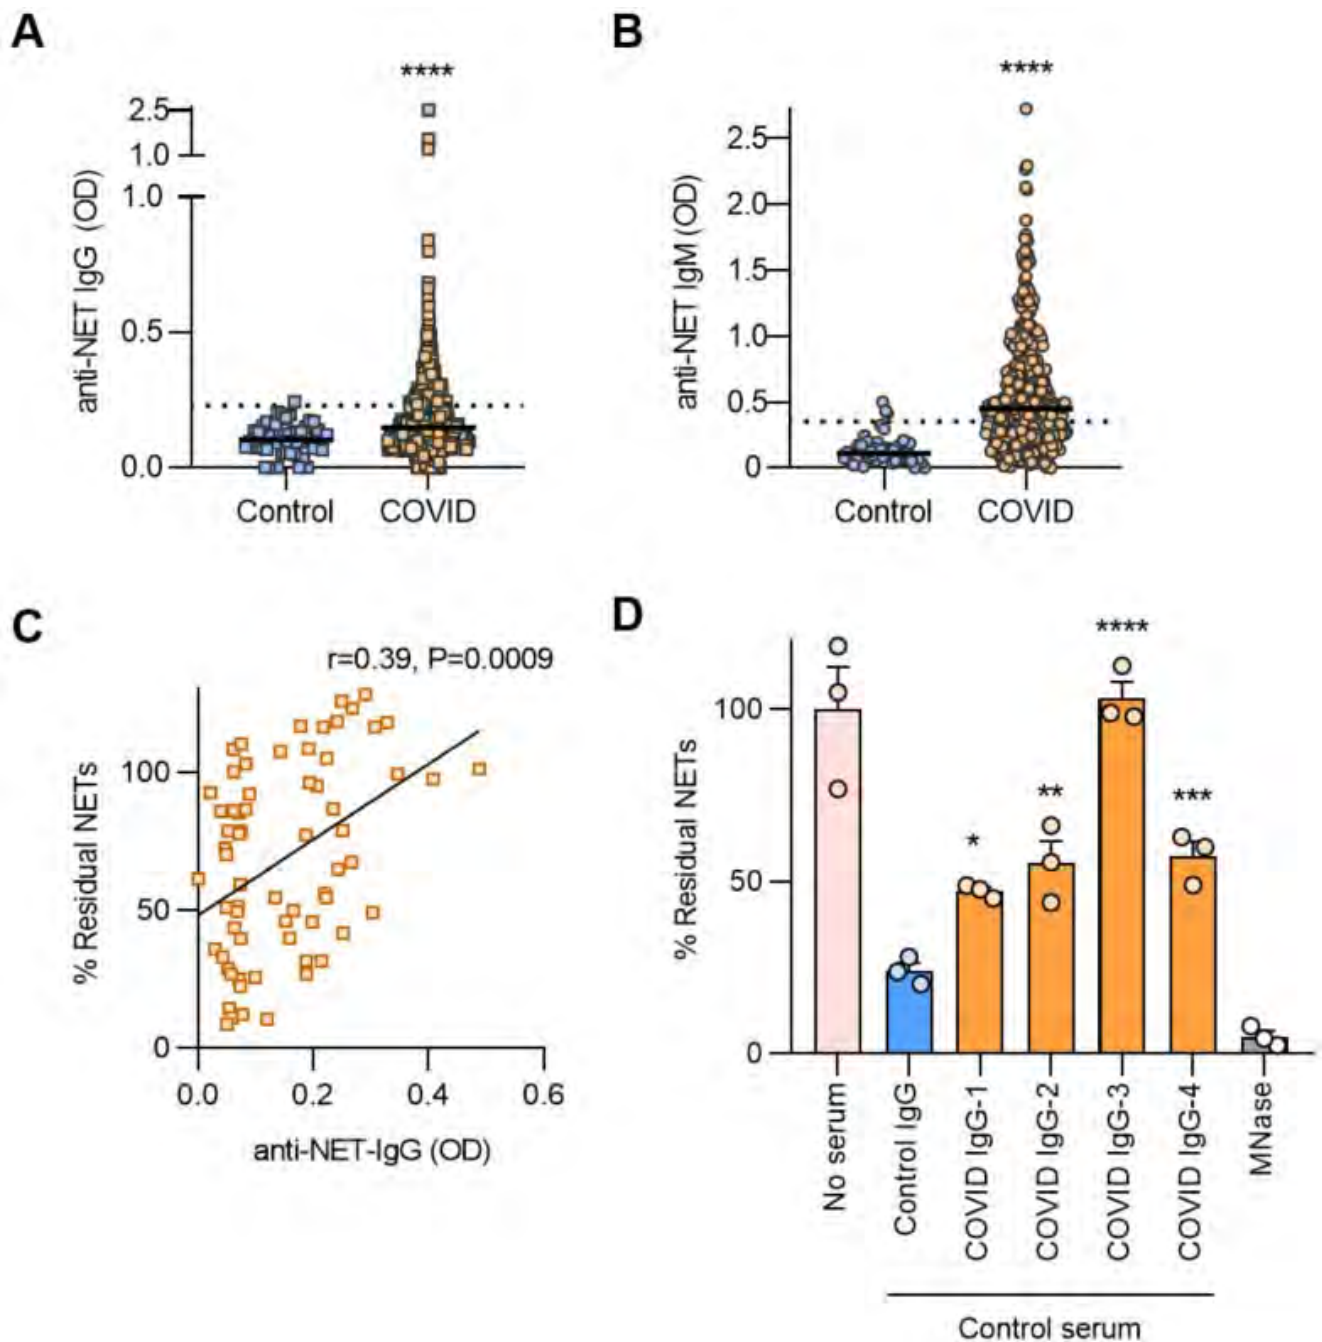 A
****
2.5
1.0
1.0
0.5
0.0
anti-NET IgG (OD)
Control
COVID
B
****
2.5
2.0
1.5
1.0
0.5
0
anti-NET IgM (OD)
Control
COVID
C
r=0.39, P=0.0009
100
50
0
% Residual NETs
0.0
0.2
0.4
0.6
anti-NET-IgG (OD)
D
****
**
***
*
100
50
0
% Residual NETs
No serum
Control IgG
COVID IgG-1
COVID IgG-2
COVID IgG-3
COVID IgG-4
MNase
Control serum